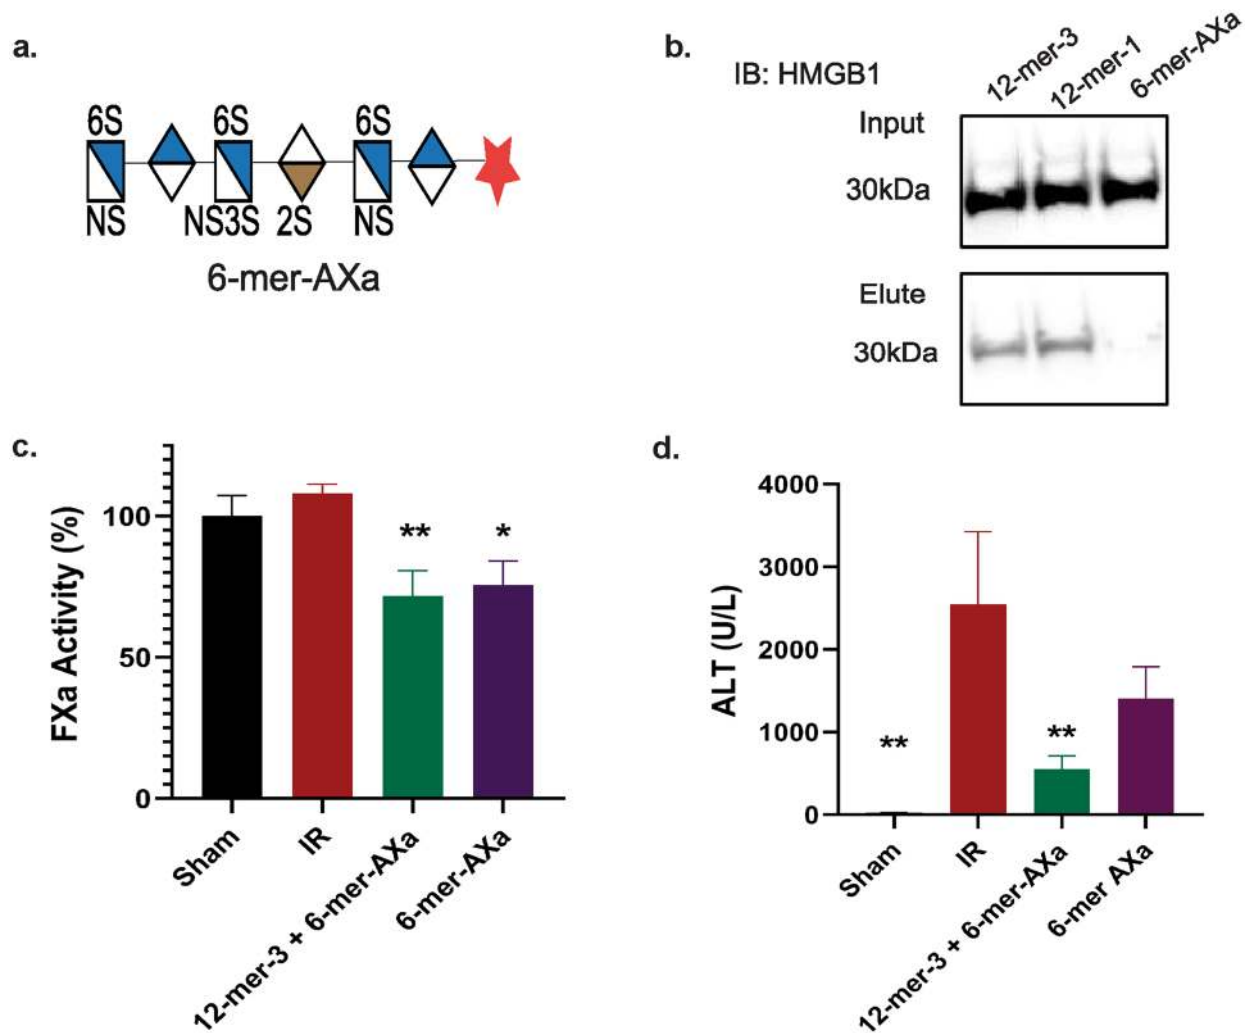 a.
6S 6S 6S
NS NS3S 2S NS
6-mer-AXa
b.
IB: HMGB1
12-mer-3
12-mer-1
6-mer-AXa
Input
30kDa
Elute
30kDa
c.
FXa Activity (%)
100
50
0
** *
Sham
IR
12-mer-3 + 6-mer-AXa
6-mer-AXa
d.
ALT (U/L)
4000
3000
2000
1000
0
** **
Sham
IR
12-mer-3 + 6-mer-AXa
6-mer AXa